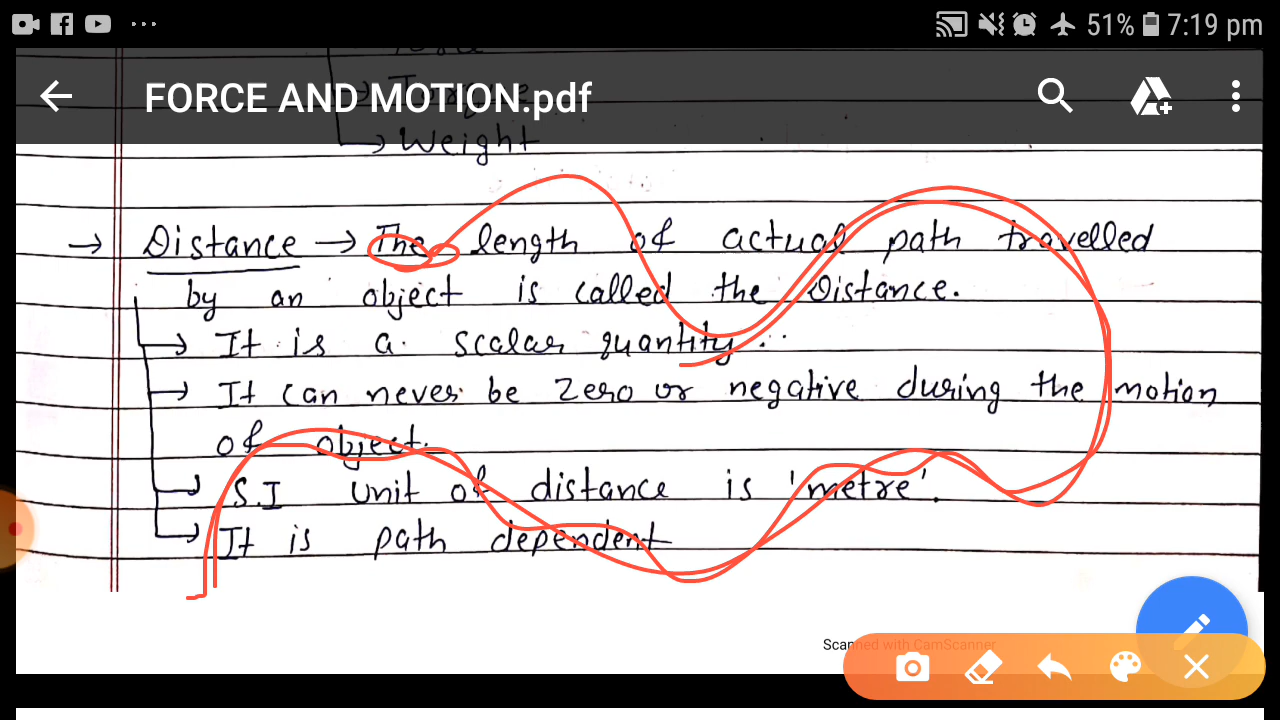 51% 7:19 pm
FORCE AND MOTION.pdf
Torque
→ Weight
→ Distance → The length of actual path travelled
by an object is called the Distance.
→ It is a scalar quantity.
→ It can never be zero or negative during the motion
of object.
→ S.I unit of distance is 'metre'.
→ It is path dependent
Scanned with CamScanner